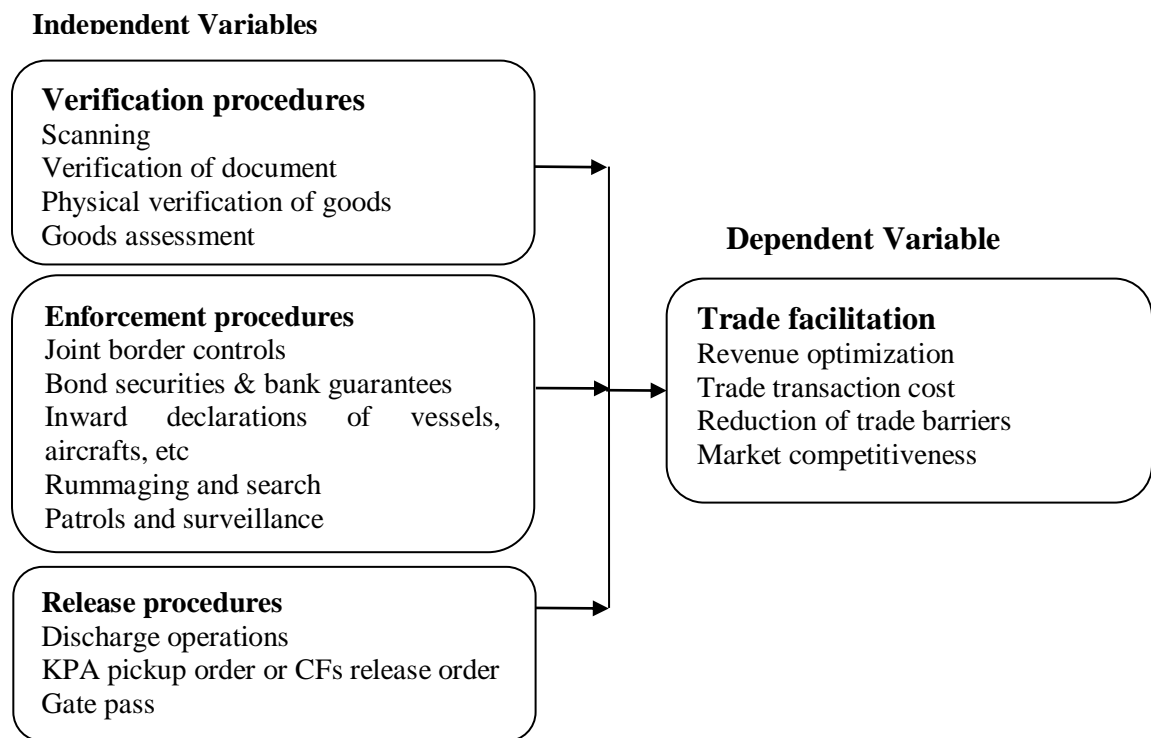 Independent Variables
Verification procedures
Scanning
Verification of document
Physical verification of goods
Goods assessment
Dependent Variable
Enforcement procedures
Joint border controls
Bond securities & bank guarantees
Inward declarations of vessels,
aircrafts, etc
Rummaging and search
Patrols and surveillance
Trade facilitation
Revenue optimization
Trade transaction cost
Reduction of trade barriers
Market competitiveness
Release procedures
Discharge operations
KPA pickup order or CFs release order
Gate pass